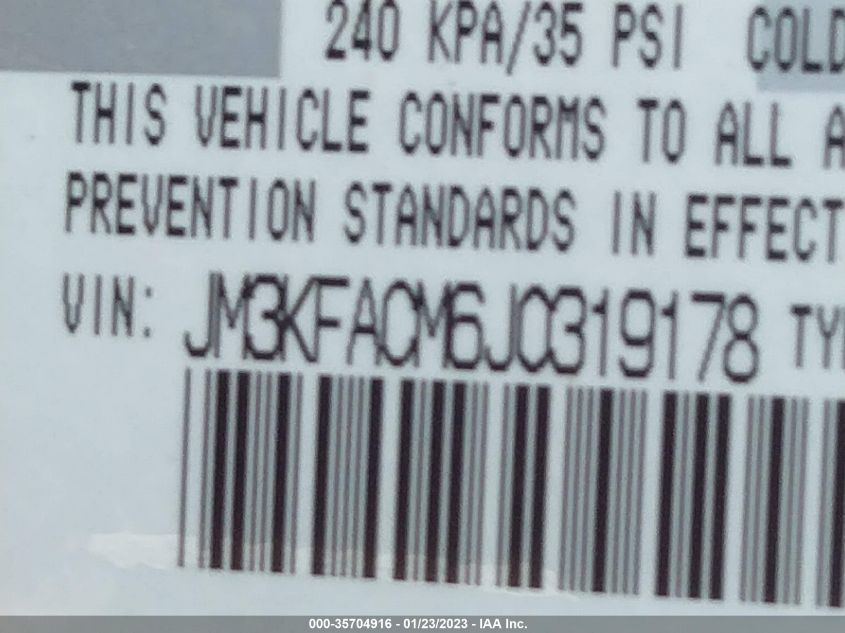 240 KPA/35 PSI COLD
THIS VEHICLE CONFORMS TO ALL A
PREVENTION STANDARDS IN EFFECT
VIN: JM3KFACM6J0319178 TY
000-35704916 - 01/23/2023 - IAA Inc.